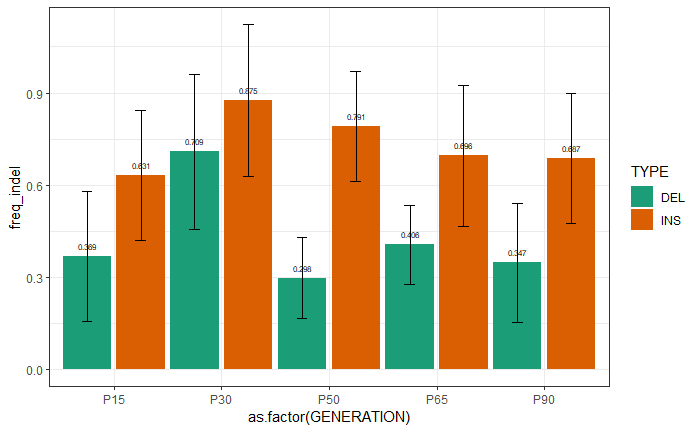 freq_indel
0.9
0.6
0.3
0.0
0.369
0.631
0.709
0.875
0.296
0.791
0.406
0.696
0.347
0.687
P15
P30
P50
P65
P90
as.factor(GENERATION)
TYPE
DEL
INS